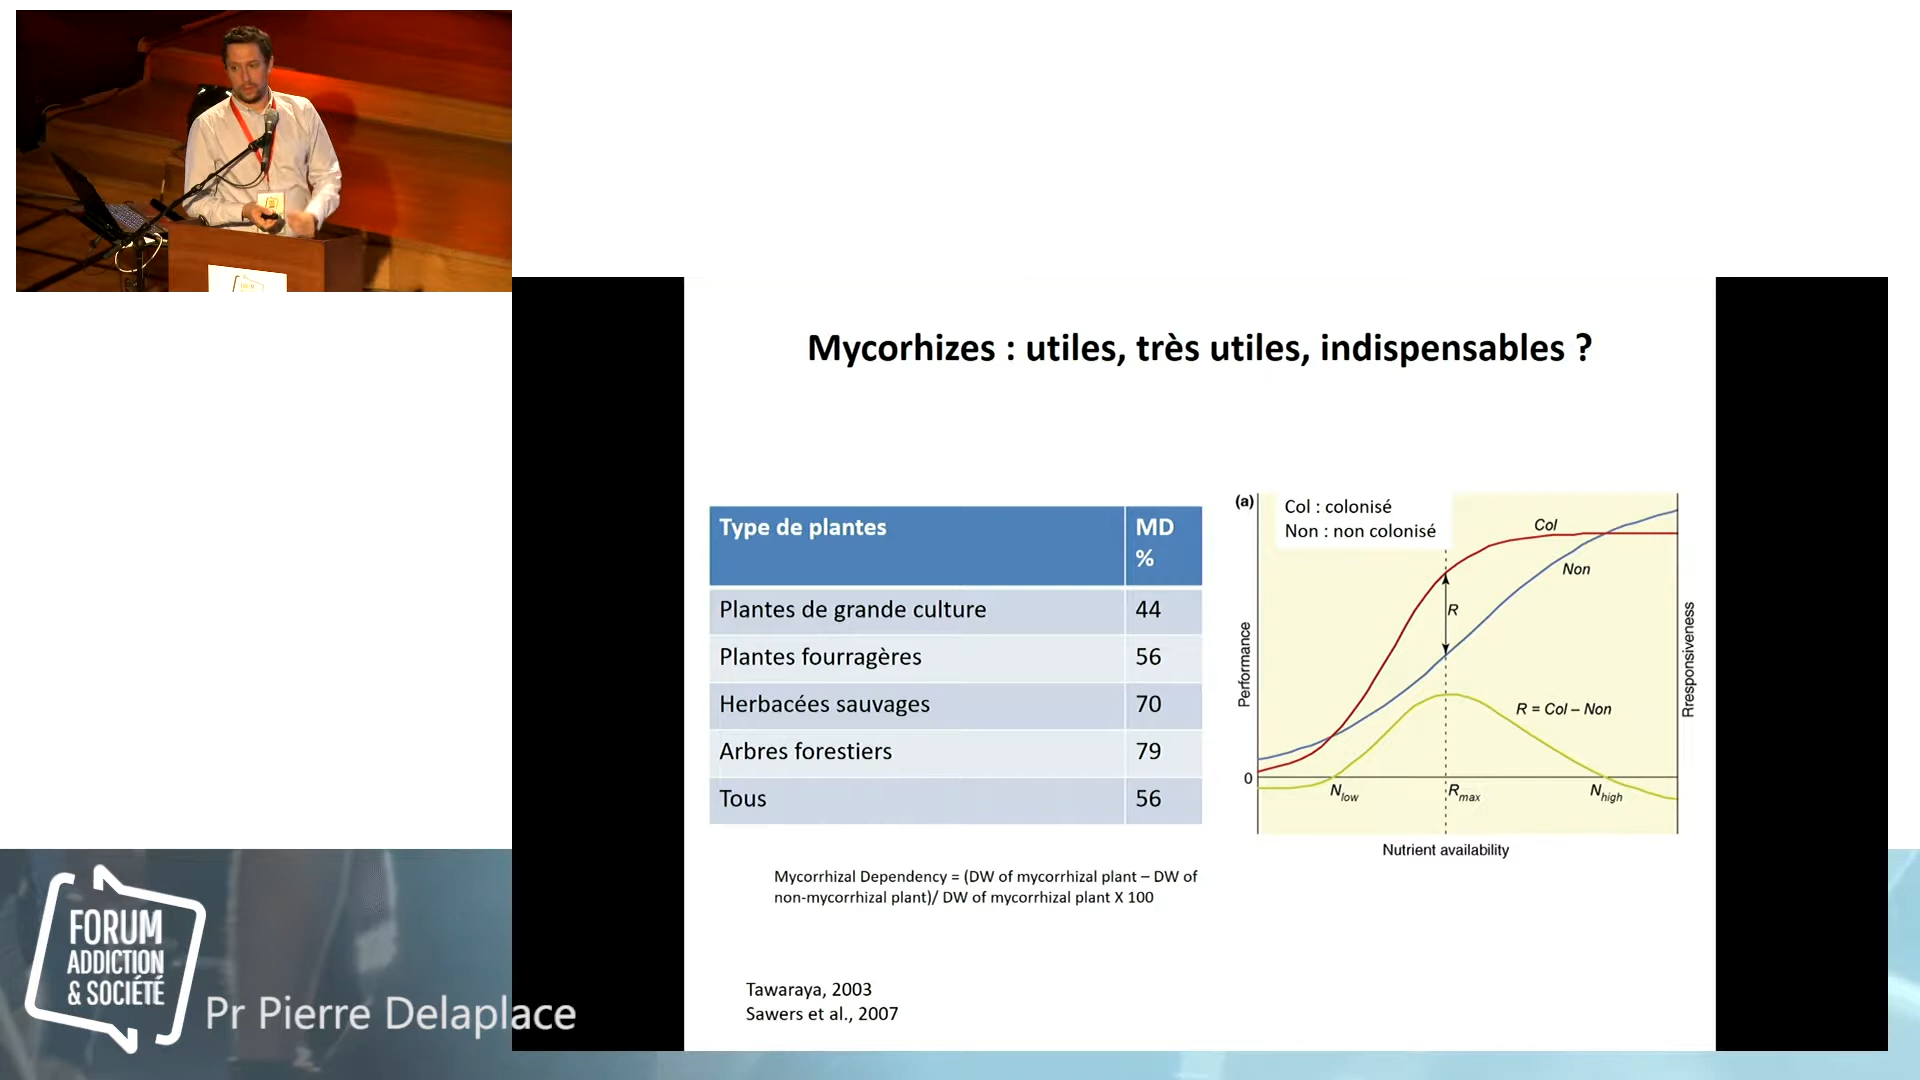 Mycorhizes : utiles, très utiles, indispensables ?
Type de plantes
MD
%
Plantes de grande culture
44
Plantes fourragères
56
Herbacées sauvages
70
Arbres forestiers
79
Tous
56
Mycorrhizal Dependency = (DW of mycorrhizal plant – DW of
non-mycorrhizal plant)/ DW of mycorrhizal plant X 100
(a)
Col : colonisé
Non : non colonisé
Col
Non
R
R = Col – Non
Performance
Rresponsiveness
0
Nlow
Rmax
Nhigh
Nutrient availability
Tawaraya, 2003
Sawers et al., 2007
FORUM
ADDICTION
& SOCIÉTÉ
Pr Pierre Delaplace